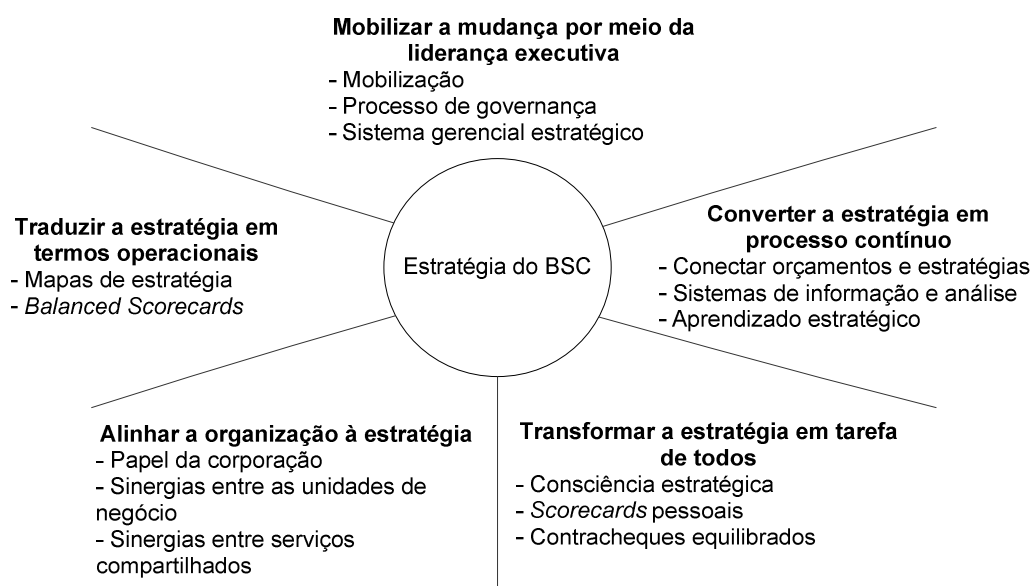 Mobilizar a mudança por meio da
liderança executiva
- Mobilização
- Processo de governança
- Sistema gerencial estratégico
Traduzir a estratégia em
termos operacionais
- Mapas de estratégia
- Balanced Scorecards
Estratégia do BSC
Converter a estratégia em
processo contínuo
- Conectar orçamentos e estratégias
- Sistemas de informação e análise
- Aprendizado estratégico
Alinhar a organização à estratégia
- Papel da corporação
- Sinergias entre as unidades de
negócio
- Sinergias entre serviços
compartilhados
Transformar a estratégia em tarefa
de todos
- Consciência estratégica
- Scorecards pessoais
- Contracheques equilibrados